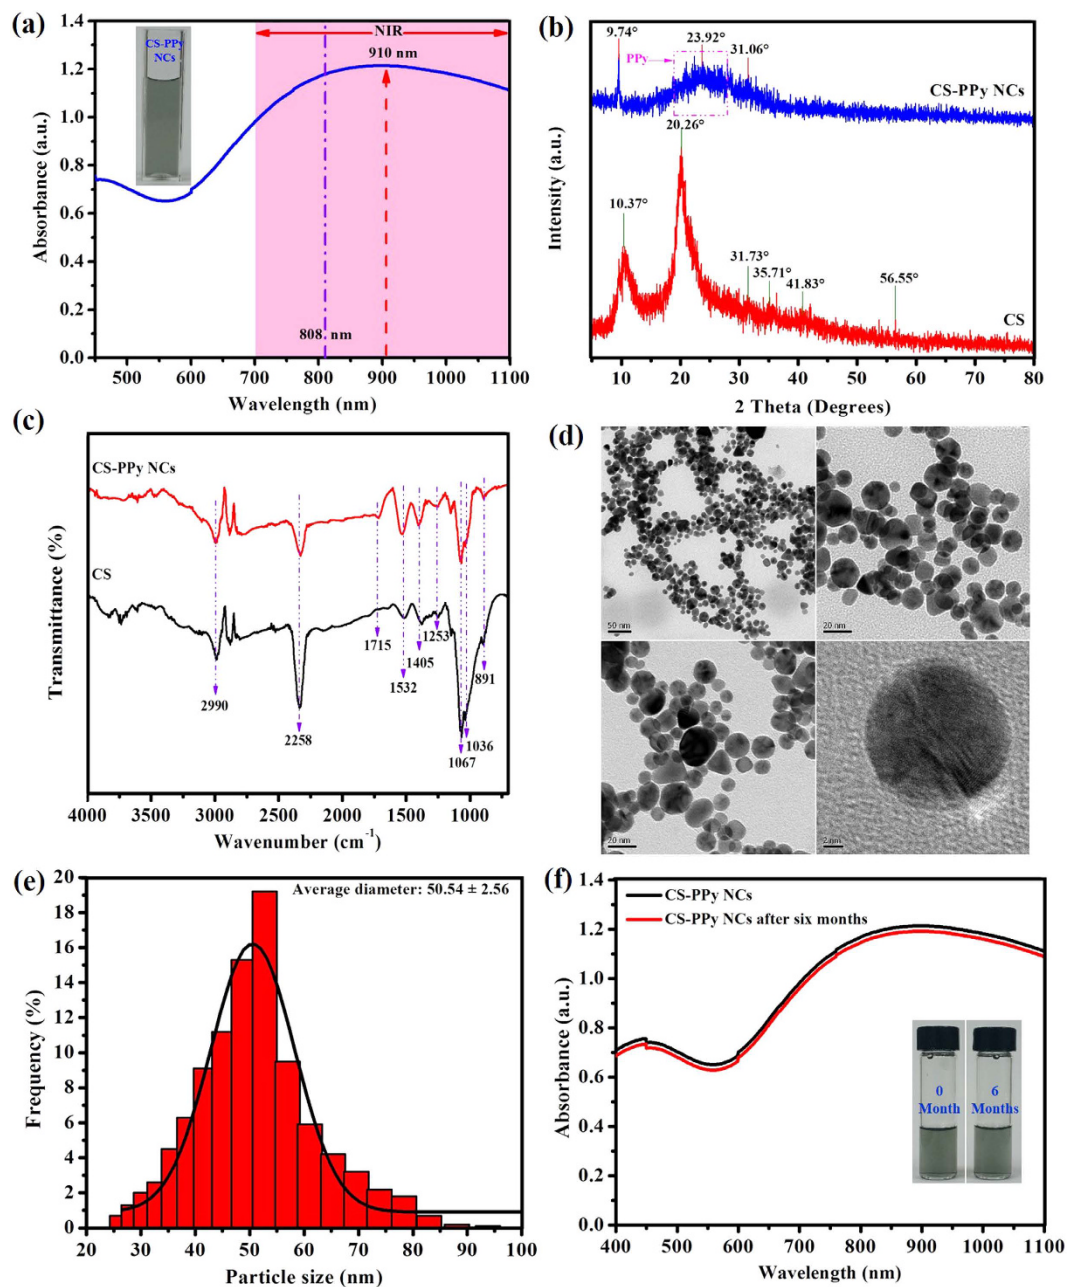 (a)
CS-PPy
NCs
NIR
910 nm
808 nm
Absorbance (a.u.)
1.4
1.2
1.0
0.8
0.6
0.4
0.2
0.0
500
600
700
800
900
1000
1100
Wavelength (nm)
(b)
9.74°
23.92°
31.06°
PPy
CS-PPy NCs
20.26°
10.37°
31.73°
35.71°
41.83°
56.55°
CS
Intensity (a.u.)
10
20
30
40
50
60
70
80
2 Theta (Degrees)
(c)
CS-PPy NCs
CS
2990
2258
1715
1532
1405
1253
1067
1036
891
Transmittance (%)
4000
3500
3000
2500
2000
1500
1000
Wavenumber (cm⁻¹)
(d)
50 nm
20 nm
20 nm
2 nm
(e)
Average diameter: 50.54 ± 2.56
Frequency (%)
20
18
16
14
12
10
8
6
4
2
0
20
30
40
50
60
70
80
90
100
Particle size (nm)
(f)
CS-PPy NCs
CS-PPy NCs after six months
0
Month
6
Months
Absorbance (a.u.)
1.4
1.2
1.0
0.8
0.6
0.4
0.2
0.0
400
500
600
700
800
900
1000
1100
Wavelength (nm)